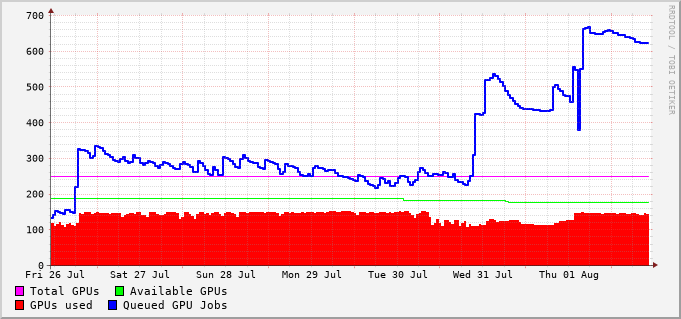 700
600
500
400
300
200
100
0
Fri 26 Jul Sat 27 Jul Sun 28 Jul Mon 29 Jul Tue 30 Jul Wed 31 Jul Thu 01 Aug
Total GPUs Available GPUs
GPUs used Queued GPU Jobs
RRDTOOL / TOBI OETIKER